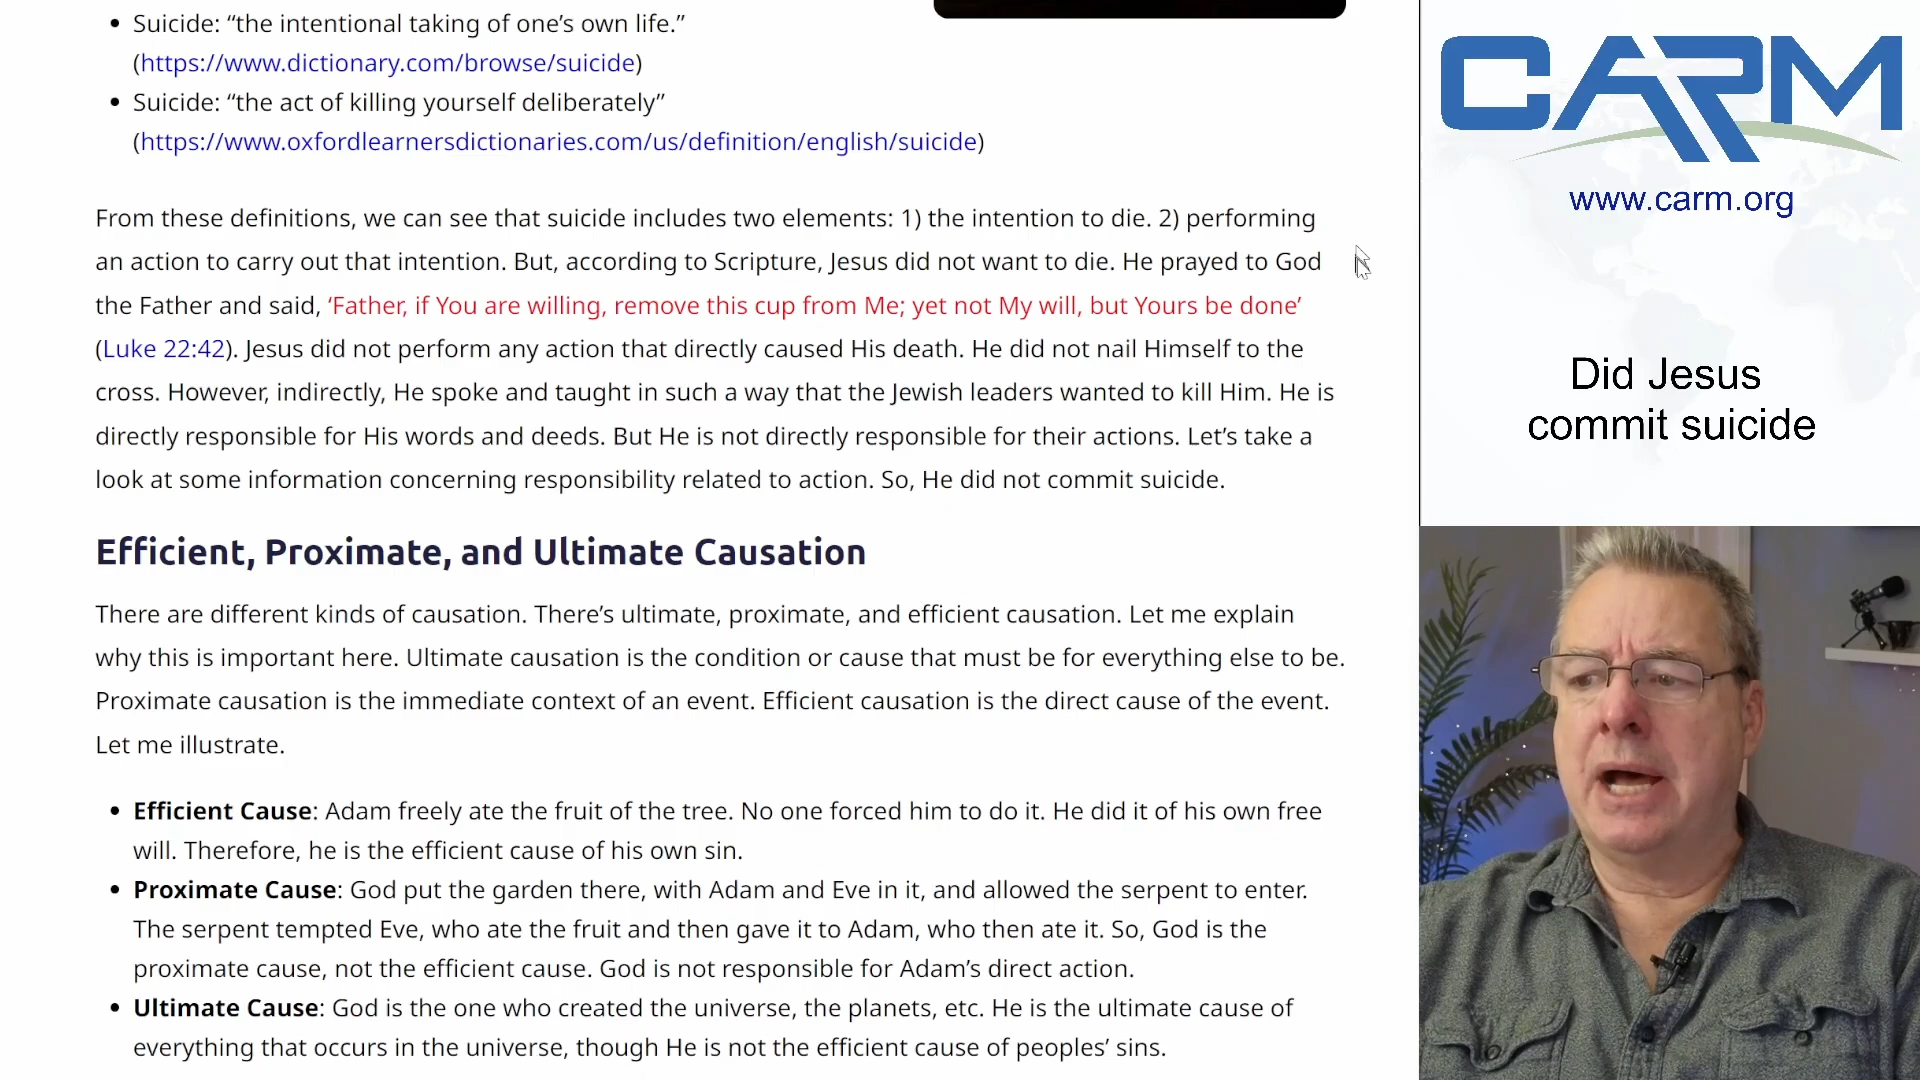 • Suicide: “the intentional taking of one’s own life.”
(https://www.dictionary.com/browse/suicide)
• Suicide: “the act of killing yourself deliberately”
(https://www.oxfordlearnersdictionaries.com/us/definition/english/suicide)
From these definitions, we can see that suicide includes two elements: 1) the intention to die. 2) performing
an action to carry out that intention. But, according to Scripture, Jesus did not want to die. He prayed to God
the Father and said, ‘Father, if You are willing, remove this cup from Me; yet not My will, but Yours be done’
(Luke 22:42). Jesus did not perform any action that directly caused His death. He did not nail Himself to the
cross. However, indirectly, He spoke and taught in such a way that the Jewish leaders wanted to kill Him. He is
directly responsible for His words and deeds. But He is not directly responsible for their actions. Let’s take a
look at some information concerning responsibility related to action. So, He did not commit suicide.
Efficient, Proximate, and Ultimate Causation
There are different kinds of causation. There’s ultimate, proximate, and efficient causation. Let me explain
why this is important here. Ultimate causation is the condition or cause that must be for everything else to be.
Proximate causation is the immediate context of an event. Efficient causation is the direct cause of the event.
Let me illustrate.
• Efficient Cause: Adam freely ate the fruit of the tree. No one forced him to do it. He did it of his own free
will. Therefore, he is the efficient cause of his own sin.
• Proximate Cause: God put the garden there, with Adam and Eve in it, and allowed the serpent to enter.
The serpent tempted Eve, who ate the fruit and then gave it to Adam, who then ate it. So, God is the
proximate cause, not the efficient cause. God is not responsible for Adam’s direct action.
• Ultimate Cause: God is the one who created the universe, the planets, etc. He is the ultimate cause of
everything that occurs in the universe, though He is not the efficient cause of peoples’ sins.
CARM
www.carm.org
Did Jesus
commit suicide